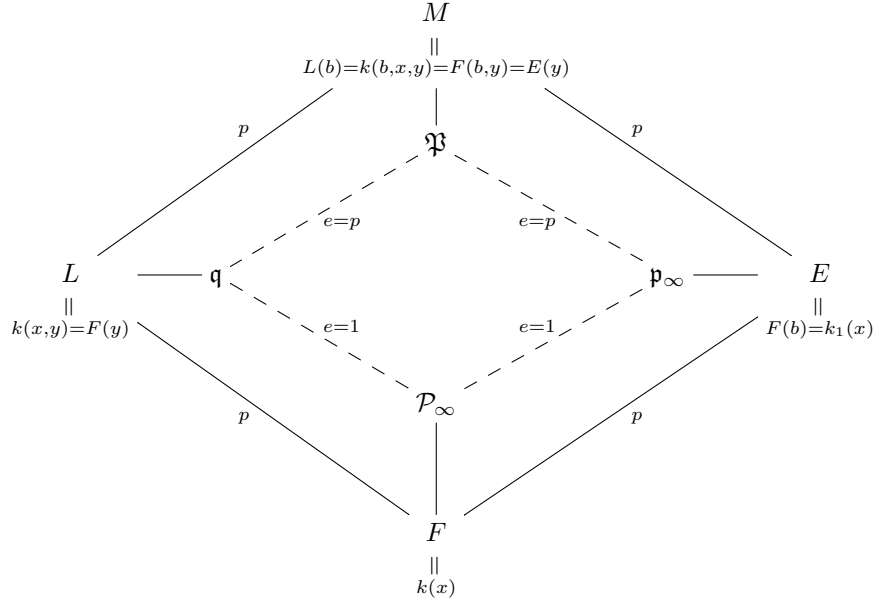 M
||
L(b)=k(b,x,y)=F(b,y)=E(y)
p p
𝔓
e=p e=p
L 𝔮 𝔭∞ E
|| ||
k(x,y)=F(y) F(b)=k₁(x)
e=1 e=1
𝒫∞
p p
F
||
k(x)